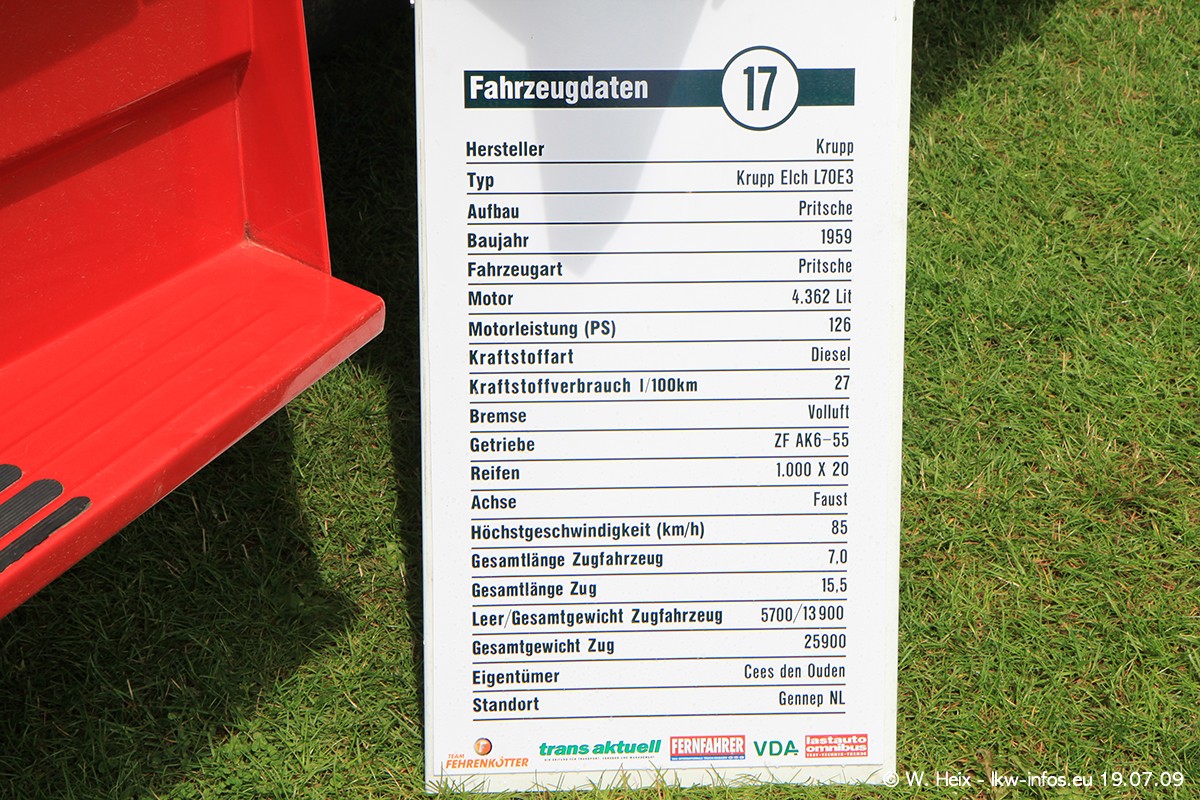 Fahrzeugdaten 17
Hersteller Krupp
Typ Krupp Elch L70E3
Aufbau Pritsche
Baujahr 1959
Fahrzeugart Pritsche
Motor 4.362 Lit
Motorleistung (PS) 126
Kraftstoffart Diesel
Kraftstoffverbrauch l/100km 27
Bremse Volluft
Getriebe ZF AK6-55
Reifen 1.000 X 20
Achse Faust
Höchstgeschwindigkeit (km/h) 85
Gesamtlänge Zugfahrzeug 7,0
Gesamtlänge Zug 15,5
Leer/Gesamtgewicht Zugfahrzeug 5700/13900
Gesamtgewicht Zug 25900
Eigentümer Cees den Ouden
Standort Gennep NL
TEAM FEHRENKÖTTER
trans aktuell
FERNFAHRER
VDA
lastauto
omnibus
© W. Heix - lkw-infos.eu 19.07.09